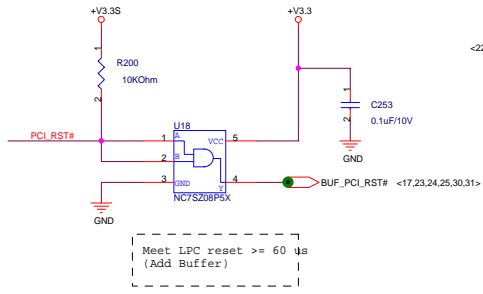 +V3.3S
+V3.3
<22
1
R200
10KOhm
2
1
C253
2
0.1uF/10V
GND
U18
PCI_RST#
1
A
VCC
5
2
B
3
GND
Y
4
BUF_PCI_RST#
<17,23,24,25,30,31>
NC7SZ08P5X
GND
Meet LPC reset >= 60 us
(Add Buffer)